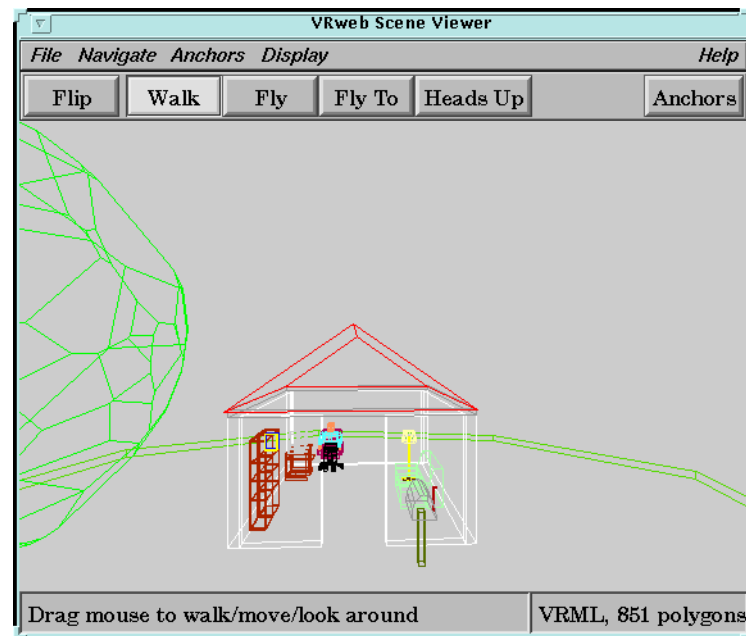 VRweb Scene Viewer
File Navigate Anchors Display Help
Flip Walk Fly Fly To Heads Up Anchors
Drag mouse to walk/move/look around VRML, 851 polygons